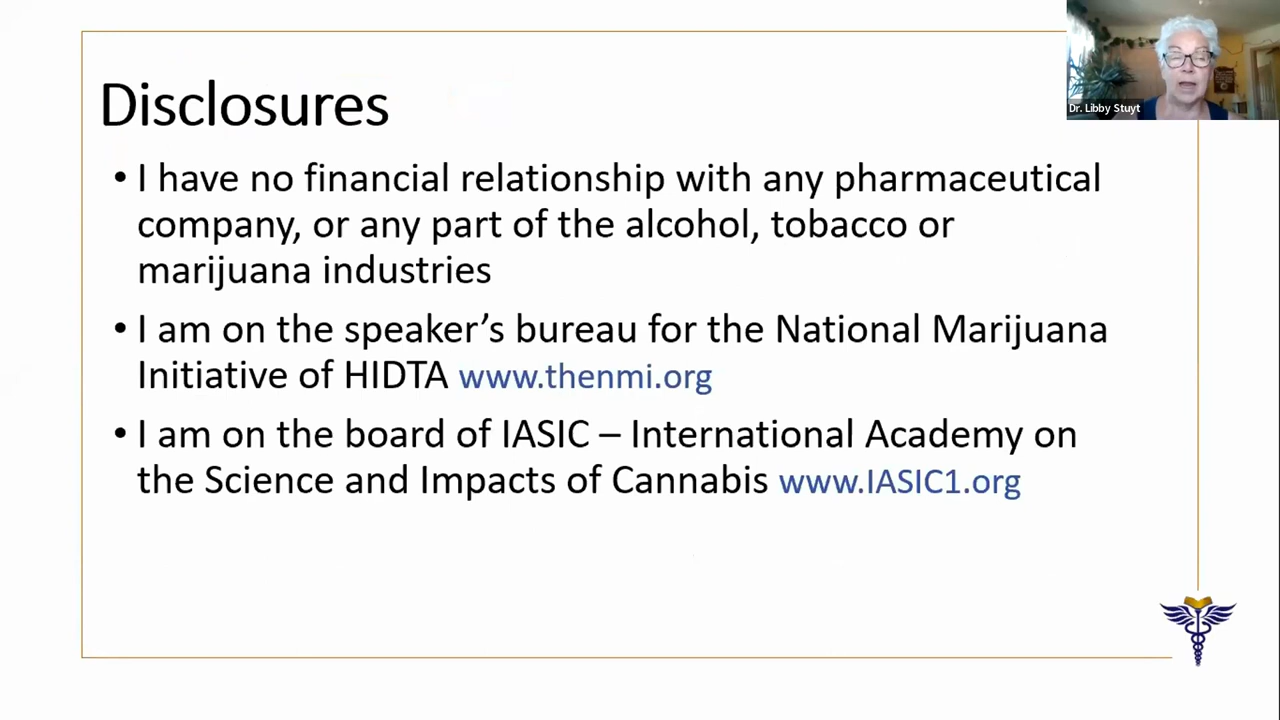 Disclosures
• I have no financial relationship with any pharmaceutical
company, or any part of the alcohol, tobacco or
marijuana industries
• I am on the speaker’s bureau for the National Marijuana
Initiative of HIDTA www.thenmi.org
• I am on the board of IASIC – International Academy on
the Science and Impacts of Cannabis www.IASIC1.org
Dr. Libby Stuyt